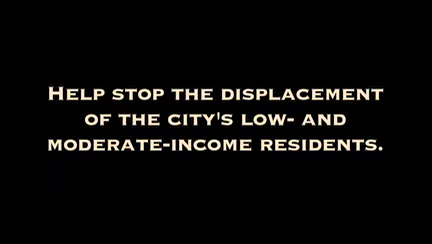 Help stop the displacement
of the city's low- and
moderate-income residents.